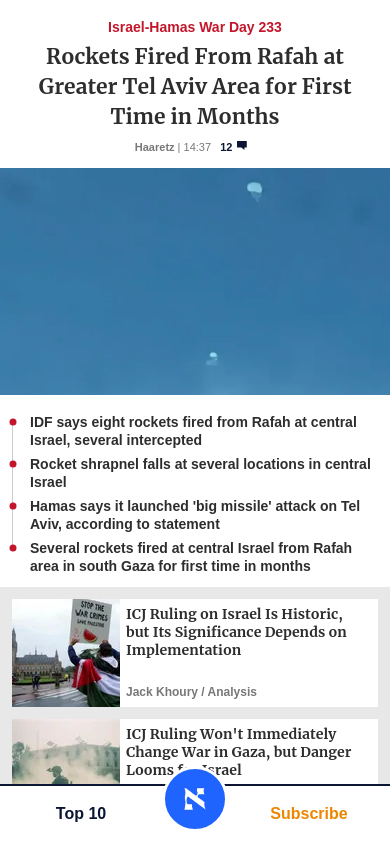 Israel-Hamas War Day 233
Rockets Fired From Rafah at
Greater Tel Aviv Area for First
Time in Months
Haaretz | 14:37 12
IDF says eight rockets fired from Rafah at central
Israel, several intercepted
Rocket shrapnel falls at several locations in central
Israel
Hamas says it launched 'big missile' attack on Tel
Aviv, according to statement
Several rockets fired at central Israel from Rafah
area in south Gaza for first time in months
STOP THE
WAR CRIMES
SAVE PALESTINE
ICJ Ruling on Israel Is Historic,
but Its Significance Depends on
Implementation
Jack Khoury / Analysis
ICJ Ruling Won't Immediately
Change War in Gaza, but Danger
Looms for Israel
Top 10
Subscribe